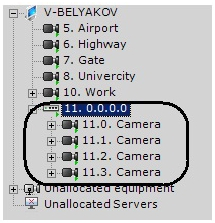 V-BELYAKOV
5. Airport
6. Highway
7. Gate
8. Univercity
10. Work
11. 0.0.0.0
11.0. Camera
11.1. Camera
11.2. Camera
11.3. Camera
Unallocated equipment
Unallocated Servers